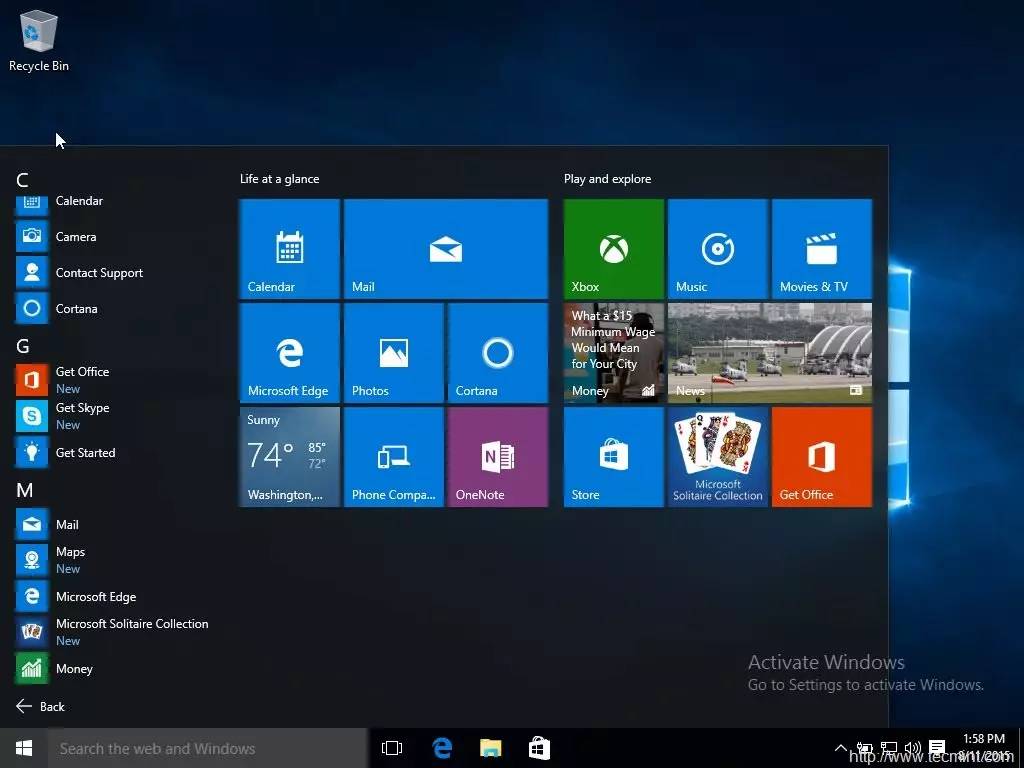 Recycle Bin
C
Calendar
Camera
Contact Support
Cortana
G
Get Office
New
Get Skype
New
Get Started
M
Mail
Maps
New
Microsoft Edge
Microsoft Solitaire Collection
New
Money
Back
Life at a glance
Calendar
Mail
Microsoft Edge
Photos
Cortana
Sunny
74° 85°
72°
Washington,...
Phone Compa...
N
OneNote
Play and explore
Xbox
Music
Movies & TV
What a $15
Minimum Wage
Would Mean
for Your City
Money
News
Store
Microsoft
Solitaire Collection
Get Office
Activate Windows
Go to Settings to activate Windows.
Search the web and Windows
1:58 PM
8/11/2015
http://www.tecmint.com